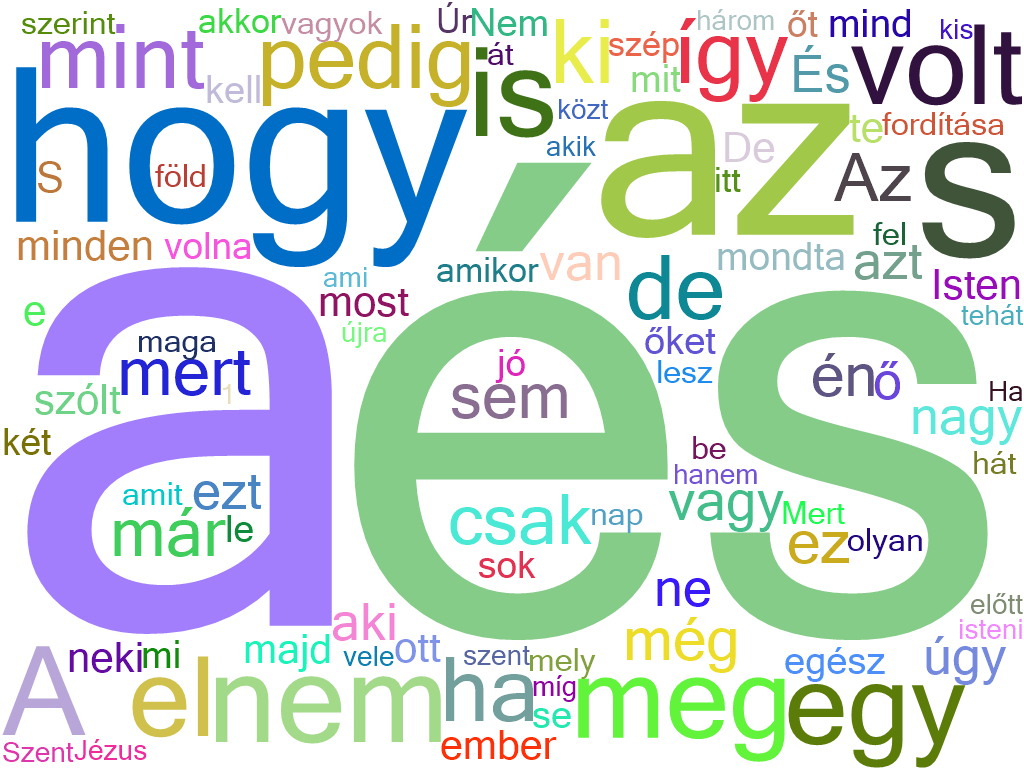 szerint akkor vagyok Úr Nem három őt mind kis
mint pedig át ki szép így És volt
kell is mit
hogy közt az te fordítása
akik De s
S föld itt Az
minden volna fel
amikor van mondta azt
ami de Isten
e most tehát
újra őket
maga a és
mert jó lesz én ő Ha
szólt 1 sem nagy
két be hát
amit ezt hanem
már le csak nap vagy Mert
sok ez olyan
ne előtt
aki még isteni
neki mi majd vele ott szent mely egész úgy
A el nem ha míg meg egy
se
Szent Jézus ember